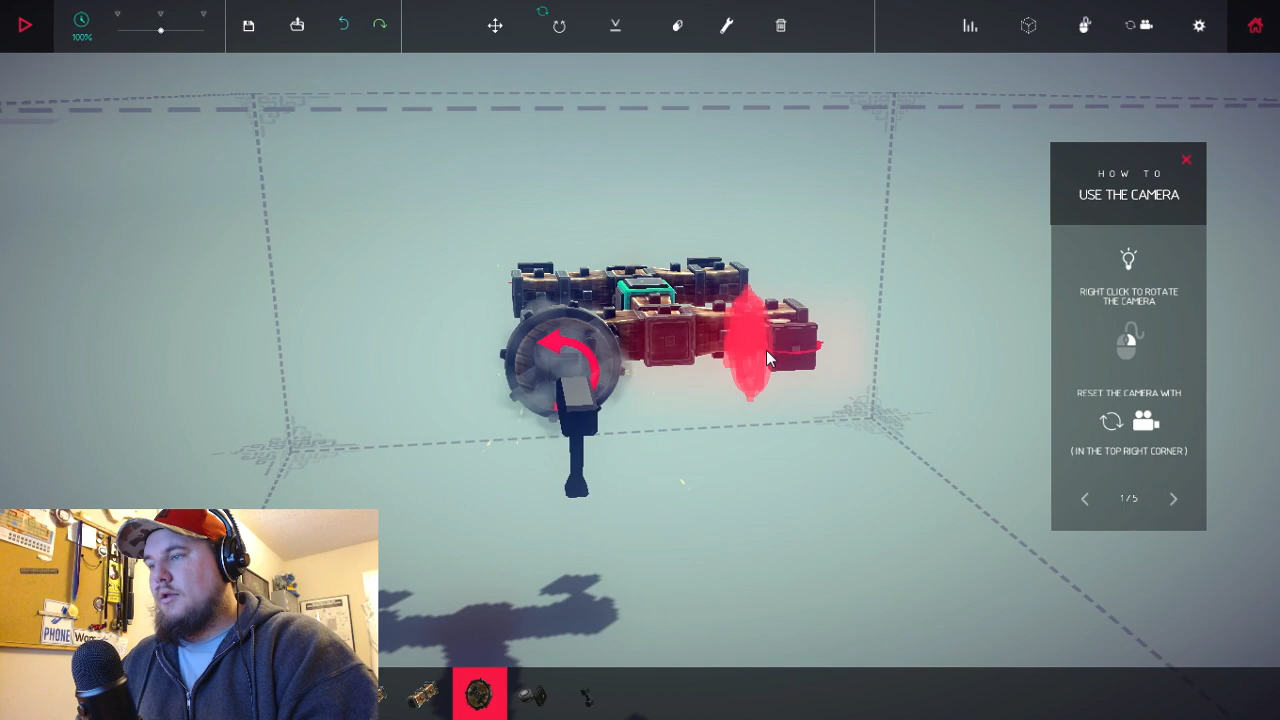 100%
HOW TO
USE THE CAMERA
RIGHT CLICK TO ROTATE
THE CAMERA
RESET THE CAMERA WITH
( IN THE TOP RIGHT CORNER )
1/5
PHONE